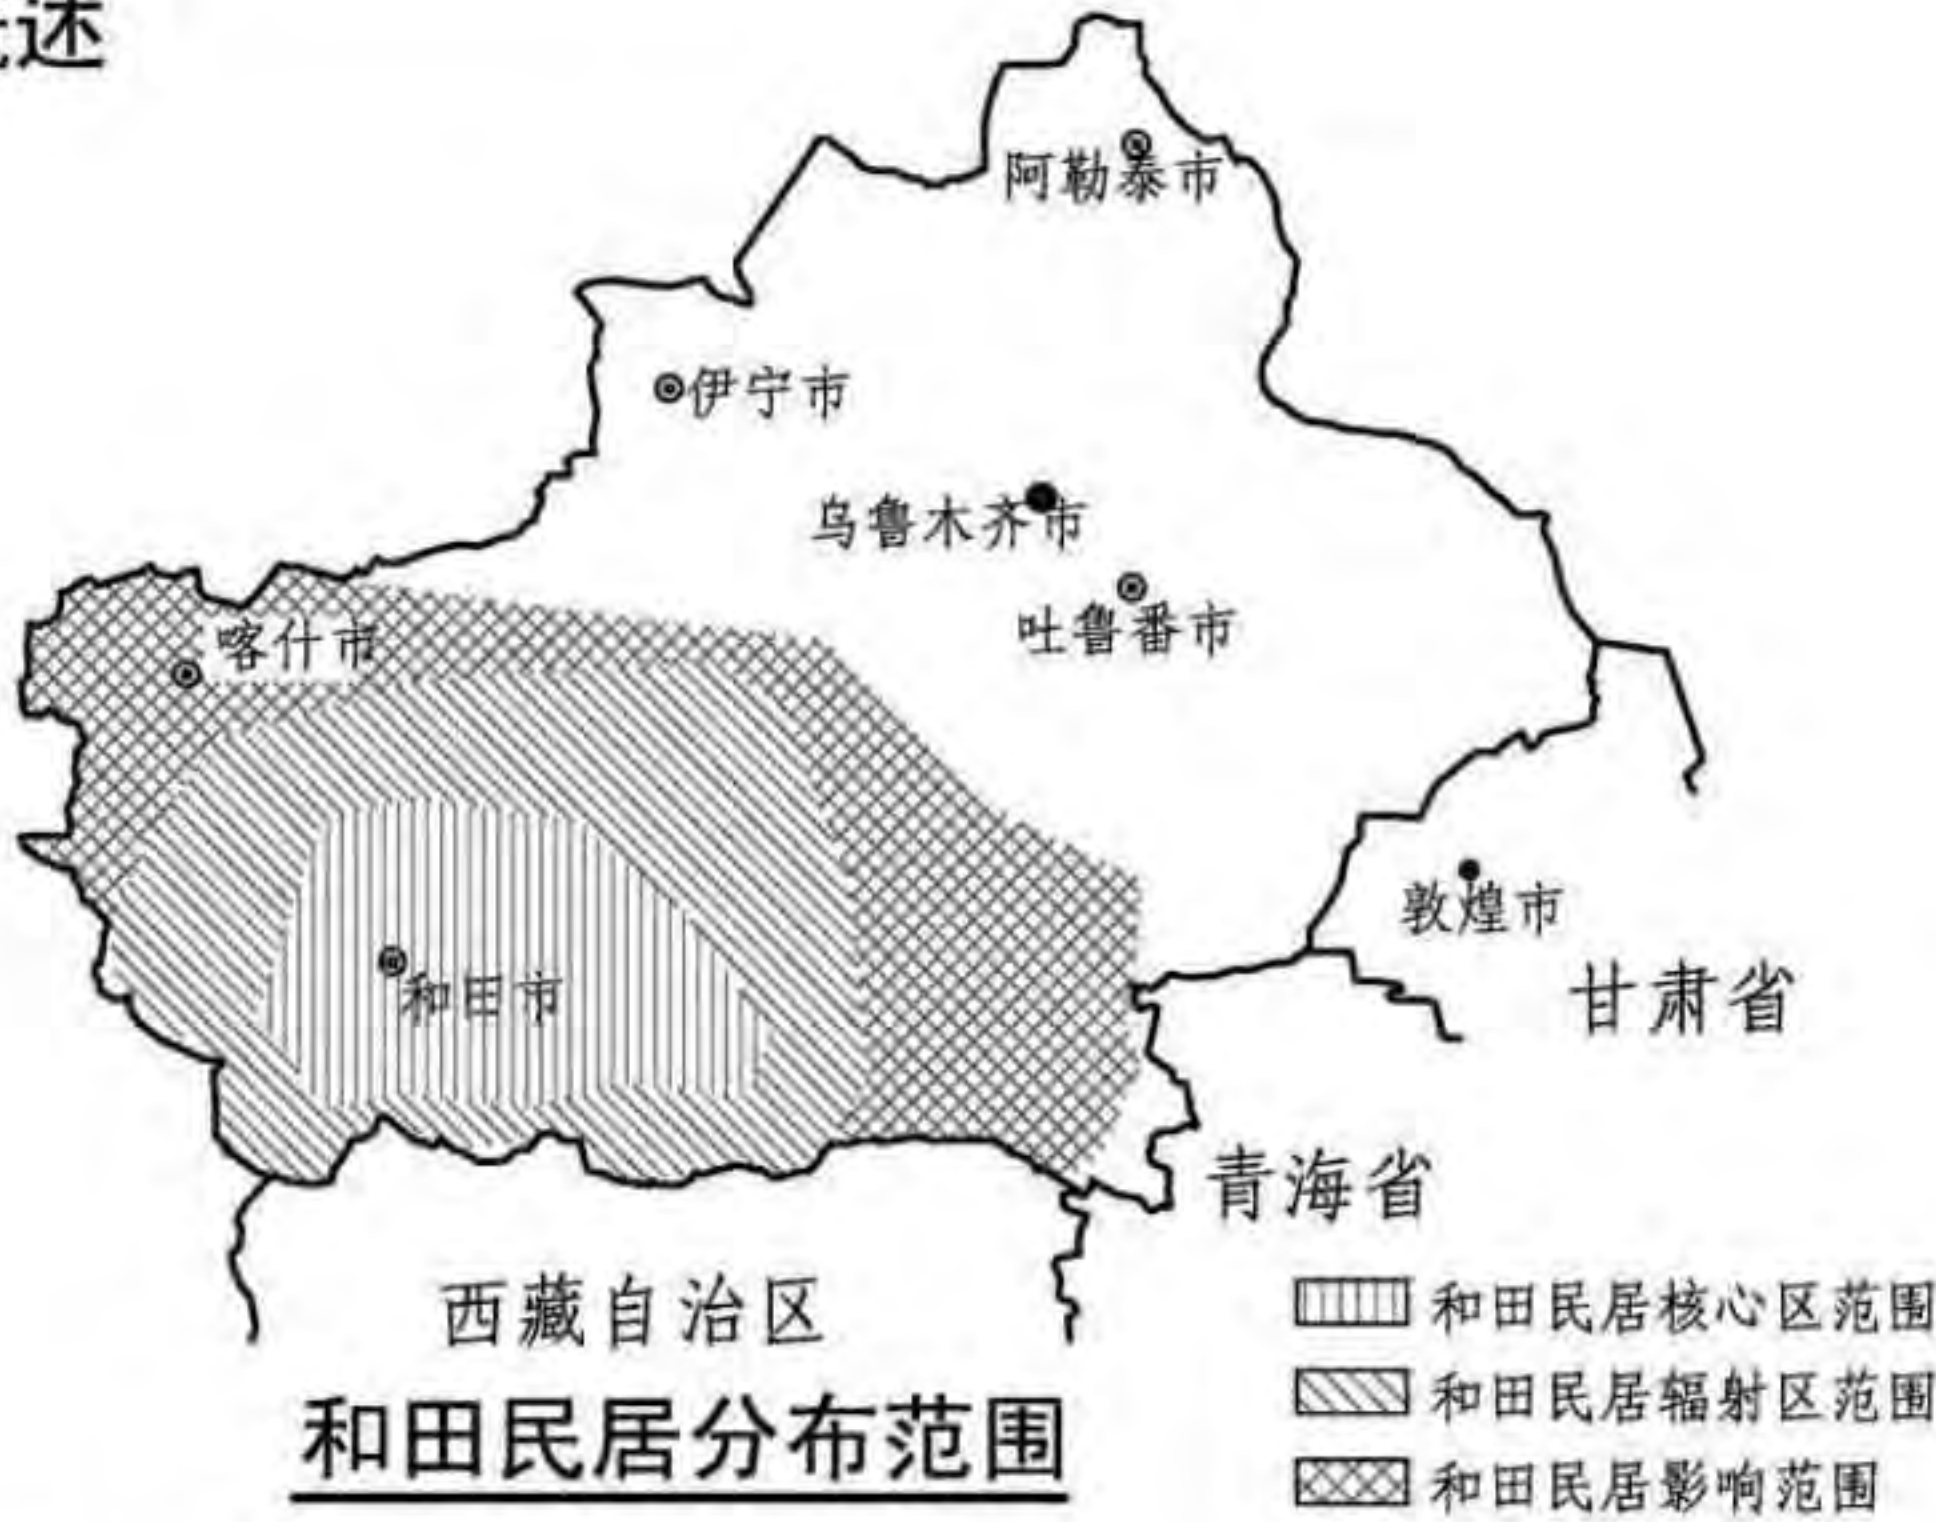 述
阿勒泰市
伊宁市
乌鲁木齐市
吐鲁番市
喀什市
敦煌市
和田市
甘肃省
青海省
西藏自治区
和田民居核心区范围
和田民居辐射区范围
和田民居影响范围
和田民居分布范围